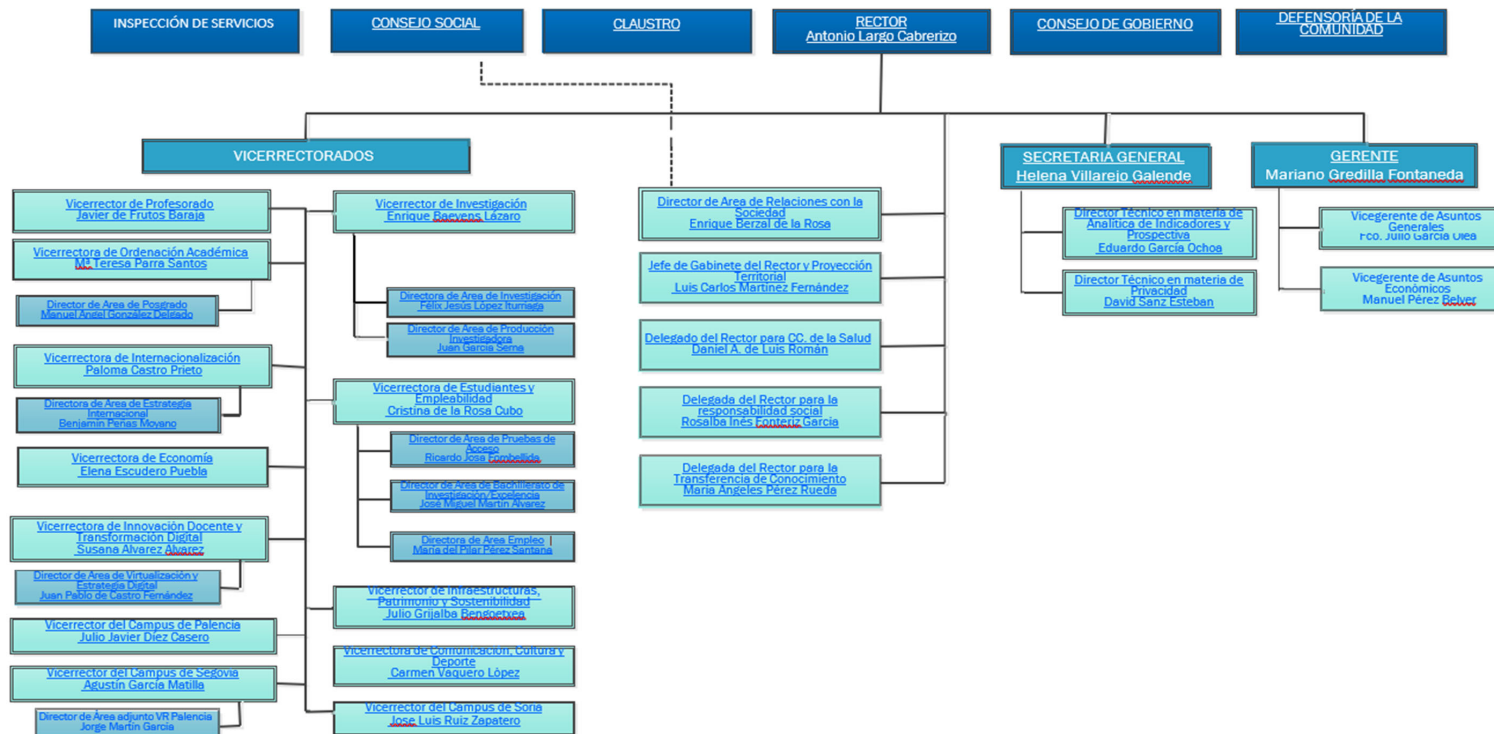 INSPECCIÓN DE SERVICIOS
CONSEJO SOCIAL
CLAUSTRO
RECTOR
Antonio Largo Cabrerizo
CONSEJO DE GOBIERNO
DEFENSORÍA DE LA
COMUNIDAD
VICERRECTORADOS
SECRETARIA GENERAL
Helena Villarejo Galende
GERENTE
Mariano Gredilla Fontaneda
Vicerrector de Profesorado
Javier de Frutos Baraja
Vicerrectora de Ordenación Académica
Mª Teresa Parra Santos
Director de Area de Posgrado
Manuel Angel González Delgado
Vicerrectora de Internacionalización
Paloma Castro Prieto
Directora de Area de Estrategia
Internacional
Benjamín Peñas Moyano
Vicerrectora de Economía
Elena Escudero Puebla
Vicerrectora de Innovación Docente y
Transformación Digital
Susana Alvarez Alvarez
Director de Area de Virtualización y
Estrategia Digital
Juan Pablo de Castro Fernández
Vicerrector del Campus de Palencia
Julio Javier Díez Casero
Vicerrector del Campus de Segovia
Agustín García Matilla
Director de Área adjunto VR Palencia
Jorge Martín García
Vicerrector de Investigación
Enrique Baeyens Lázaro
Directora de Area de Investigación
Félix Jesús López Iturriaga
Director de Area de Producción
Investigadora
Juan García Serna
Vicerrectora de Estudiantes y
Empleabilidad
Cristina de la Rosa Cubo
Director de Area de Pruebas de
Acceso
Ricardo Josa Fombellida
Director de Area de Bachillerato de
Investigación/Excelencia
José Miguel Martín Alvarez
Directora de Area Empleo
María del Pilar Pérez Santana
Vicerrector de Infraestructuras,
Patrimonio y Sostenibilidad
Julio Grijalba Bengoetxea
Vicerrectora de Comunicación, Cultura y
Deporte
Carmen Vaquero López
Vicerrector del Campus de Soria
Jose Luis Ruiz Zapatero
Director de Area de Relaciones con la
Sociedad
Enrique Berzal de la Rosa
Jefe de Gabinete del Rector y Proyección
Territorial
Luis Carlos Martínez Fernández
Delegado del Rector para CC. de la Salud
Daniel A. de Luis Román
Delegada del Rector para la
responsabilidad social
Rosalba Inés Fonteriz García
Delegada del Rector para la
Transferencia de Conocimiento
María Angeles Pérez Rueda
Director Técnico en materia de
Analítica de Indicadores y
Prospectiva
Eduardo García Ochoa
Director Técnico en materia de
Privacidad
David Sanz Esteban
Vicegerente de Asuntos
Generales
Fco. Julio García Olea
Vicegerente de Asuntos
Económicos
Manuel Pérez Belver